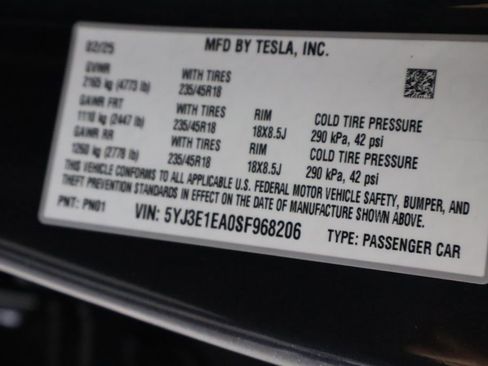 02/25 MFD BY TESLA, INC.
GVWR
2165 kg (4773 lb) WITH TIRES 235/45R18
GAWR FRT
1110 kg (2447 lb) WITH TIRES 235/45R18 RIM 18X8.5J COLD TIRE PRESSURE 290 kPa, 42 psi
GAWR RR
1260 kg (2778 lb) WITH TIRES 235/45R18 RIM 18X8.5J COLD TIRE PRESSURE 290 kPa, 42 psi
THIS VEHICLE CONFORMS TO ALL APPLICABLE U.S. FEDERAL MOTOR VEHICLE SAFETY, BUMPER, AND
THEFT PREVENTION STANDARDS IN EFFECT ON THE DATE OF MANUFACTURE SHOWN ABOVE.
PNT: PN01 VIN: 5YJ3E1EA0SF968206 TYPE: PASSENGER CAR